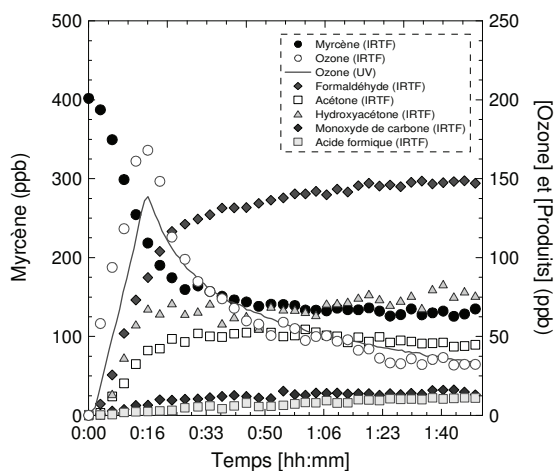 500
400
300
200
100
0
Myrcène (ppb)
Myrcène (IRTF)
Ozone (IRTF)
Ozone (UV)
Formaldéhyde (IRTF)
Acétone (IRTF)
Hydroxyacétone (IRTF)
Monoxyde de carbone (IRTF)
Acide formique (IRTF)
250
200
150
100
50
0
[Ozone] et [Produits] (ppb)
0:00 0:16 0:33 0:50 1:06 1:23 1:40
Temps [hh:mm]